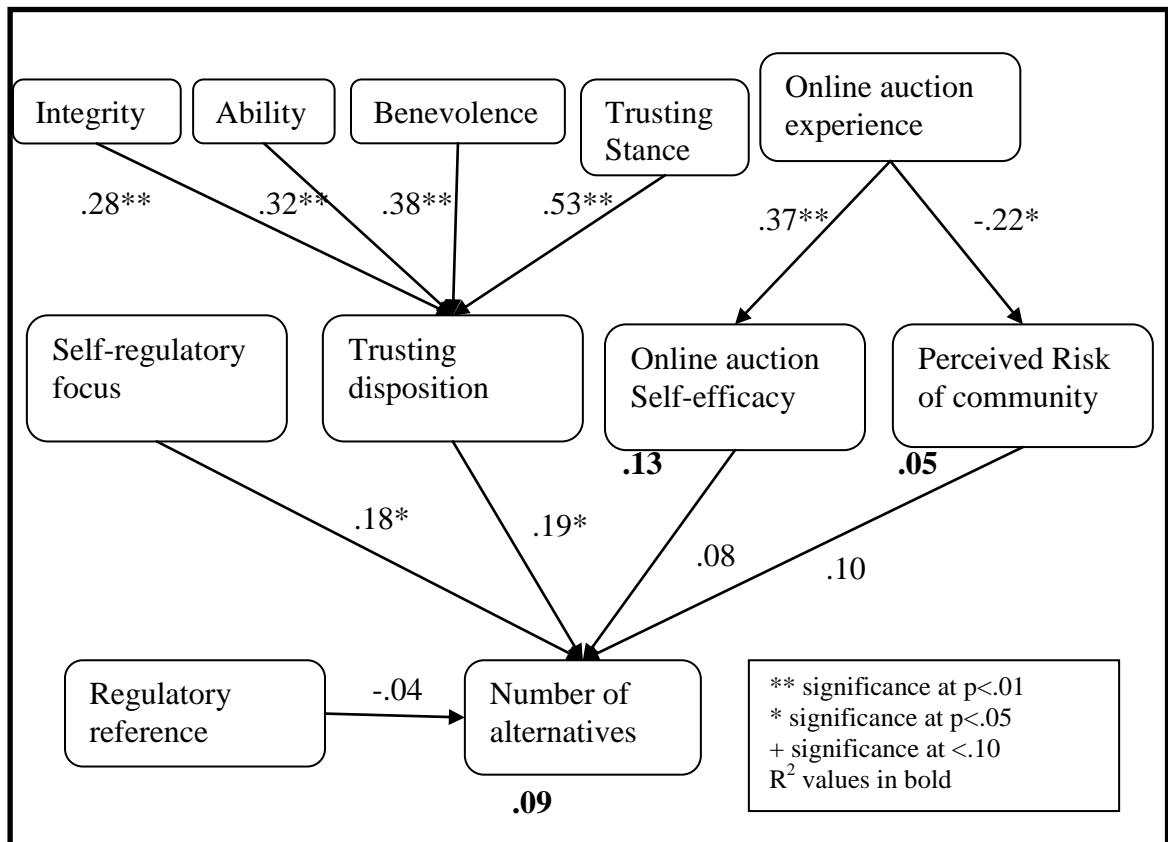 Integrity
Ability
Benevolence
Trusting
Stance
Online auction
experience
.28**
.32**
.38**
.53**
.37**
-.22*
Self-regulatory
focus
Trusting
disposition
Online auction
Self-efficacy
Perceived Risk
of community
.13
.05
.18*
.19*
.08
.10
Regulatory
reference
-.04
Number of
alternatives
.09
** significance at p<.01
* significance at p<.05
+ significance at <.10
R² values in bold